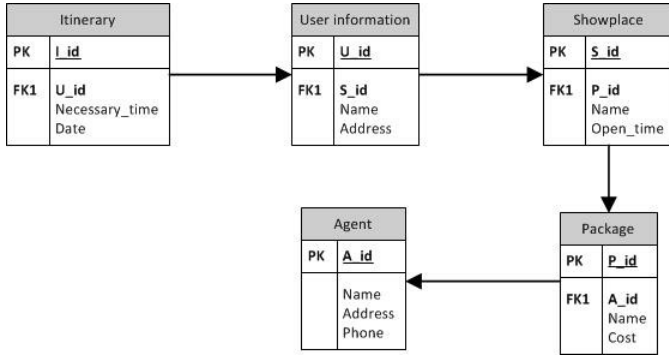 Itinerary
PK I_id
FK1 U_id
Necessary_time
Date
User information
PK U_id
FK1 S_id
Name
Address
Showplace
PK S_id
FK1 P_id
Name
Open_time
Agent
PK A_id
Name
Address
Phone
Package
PK P_id
FK1 A_id
Name
Cost